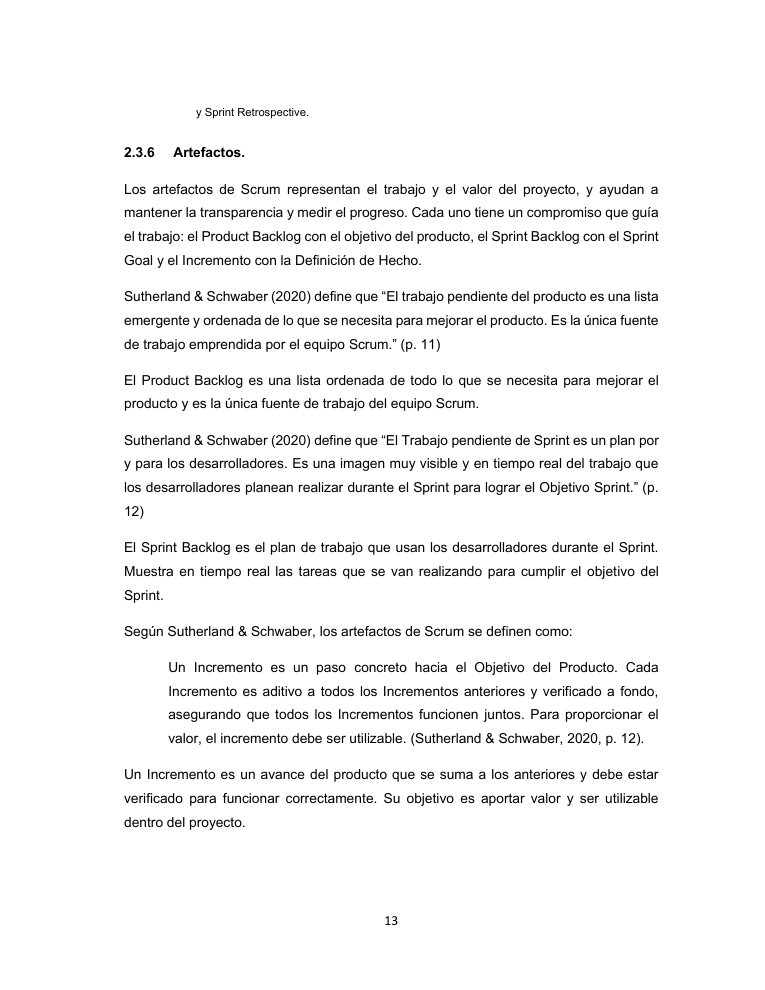 y Sprint Retrospective.
2.3.6 Artefactos.
Los artefactos de Scrum representan el trabajo y el valor del proyecto, y ayudan a
mantener la transparencia y medir el progreso. Cada uno tiene un compromiso que guía
el trabajo: el Product Backlog con el objetivo del producto, el Sprint Backlog con el Sprint
Goal y el Incremento con la Definición de Hecho.
Sutherland & Schwaber (2020) define que “El trabajo pendiente del producto es una lista
emergente y ordenada de lo que se necesita para mejorar el producto. Es la única fuente
de trabajo emprendida por el equipo Scrum.” (p. 11)
El Product Backlog es una lista ordenada de todo lo que se necesita para mejorar el
producto y es la única fuente de trabajo del equipo Scrum.
Sutherland & Schwaber (2020) define que “El Trabajo pendiente de Sprint es un plan por
y para los desarrolladores. Es una imagen muy visible y en tiempo real del trabajo que
los desarrolladores planean realizar durante el Sprint para lograr el Objetivo Sprint.” (p.
12)
El Sprint Backlog es el plan de trabajo que usan los desarrolladores durante el Sprint.
Muestra en tiempo real las tareas que se van realizando para cumplir el objetivo del
Sprint.
Según Sutherland & Schwaber, los artefactos de Scrum se definen como:
Un Incremento es un paso concreto hacia el Objetivo del Producto. Cada
Incremento es aditivo a todos los Incrementos anteriores y verificado a fondo,
asegurando que todos los Incrementos funcionen juntos. Para proporcionar el
valor, el incremento debe ser utilizable. (Sutherland & Schwaber, 2020, p. 12).
Un Incremento es un avance del producto que se suma a los anteriores y debe estar
verificado para funcionar correctamente. Su objetivo es aportar valor y ser utilizable
dentro del proyecto.
13